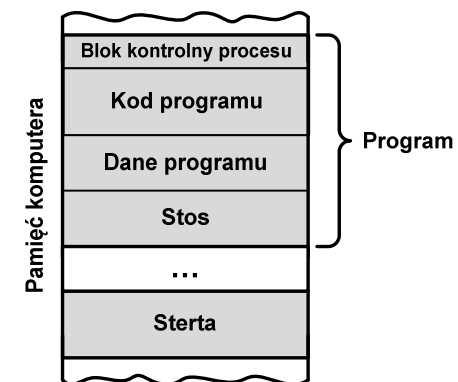 Blok kontrolny procesu
Kod programu
Dane programu
Stos
...
Sterta
Program
Pamięć komputera